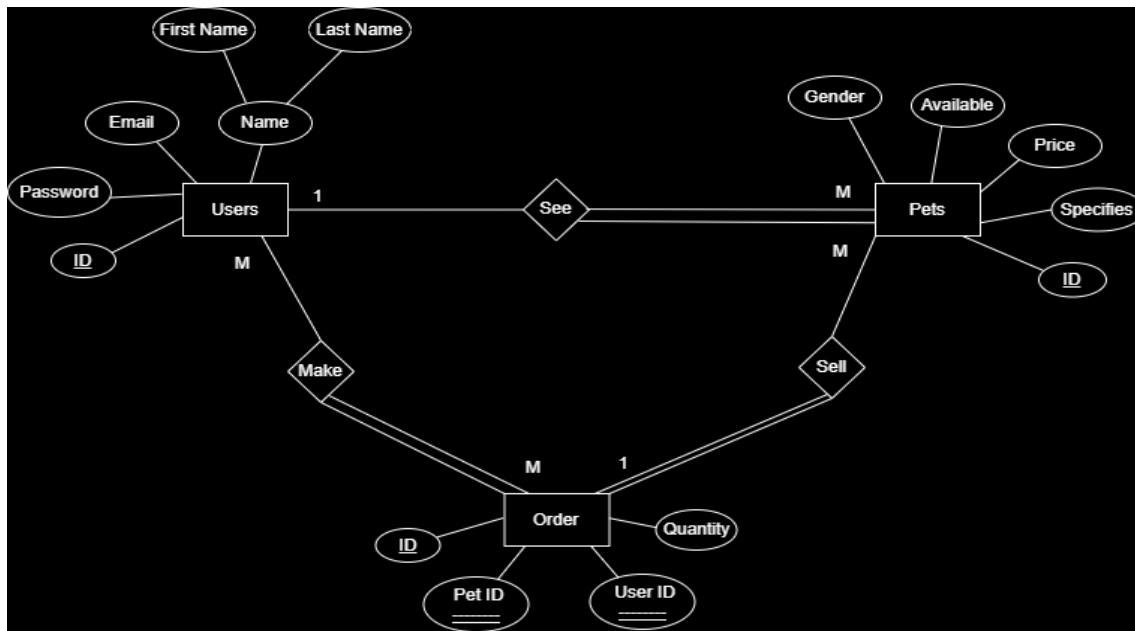 First Name
Last Name
Email
Name
Password
Users
ID
1
M
See
M
M
Gender
Available
Price
Pets
Specifies
ID
Make
Sell
M
1
Order
ID
Quantity
Pet ID
User ID